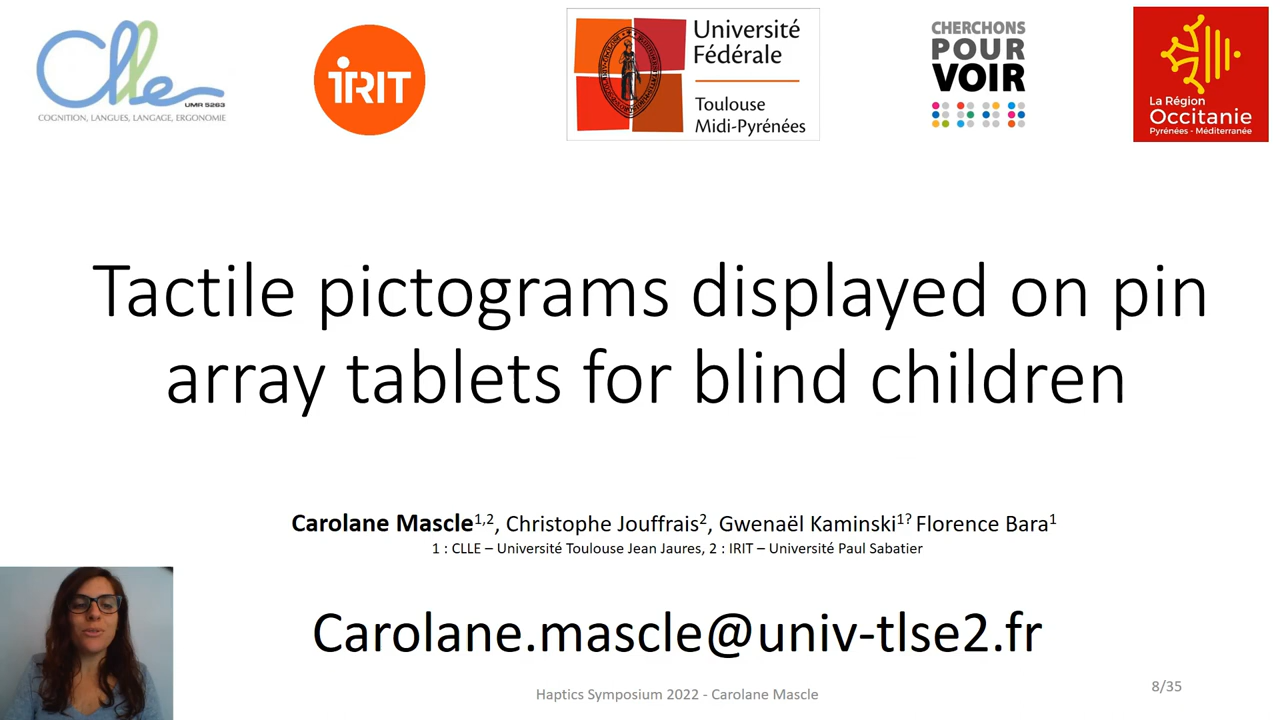 Clle
UMR 5263
COGNITION, LANGUES, LANGAGE, ERGONOMIE
IRIT
Université
Fédérale
Toulouse
Midi-Pyrénées
CHERCHONS
POUR
VOIR
La Région
Occitanie
Pyrénées - Méditerranée
Tactile pictograms displayed on pin
array tablets for blind children
Carolane Mascle1,2, Christophe Jouffrais2, Gwenaël Kaminski1? Florence Bara1
1 : CLLE – Université Toulouse Jean Jaures, 2 : IRIT – Université Paul Sabatier
Carolane.mascle@univ-tlse2.fr
Haptics Symposium 2022 - Carolane Mascle
8/35